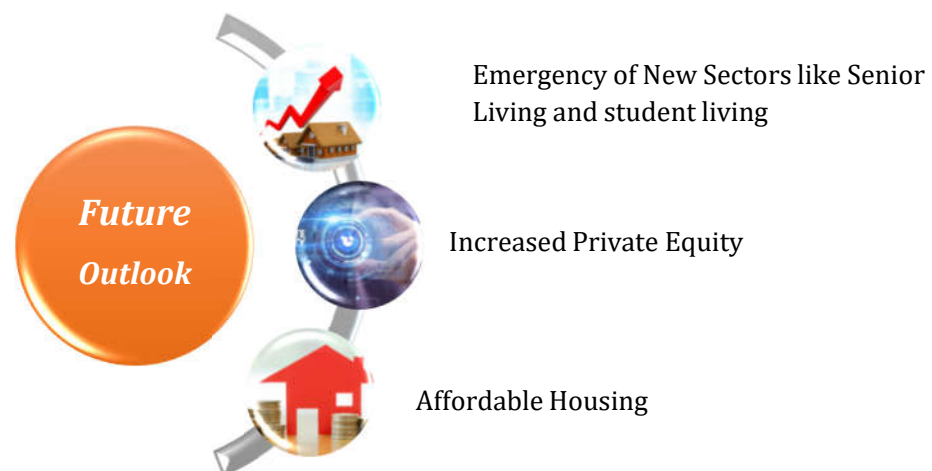 Future
Outlook
Emergency of New Sectors like Senior
Living and student living
Increased Private Equity
Affordable Housing